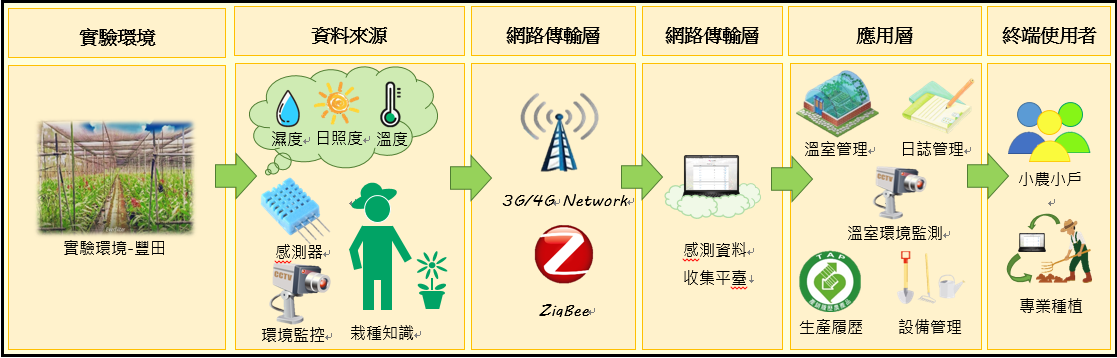 實驗環境
實驗環境-豐田
資料來源
濕度
日照度
溫度
感測器
CCTV
環境監控
栽種知識
網路傳輸層
3G/4G Network
Z
ZigBee
網路傳輸層
感測資料
收集平臺
應用層
溫室管理
日誌管理
CCTV
溫室環境監測
TAP
生產履歷
設備管理
終端使用者
小農小戶
專業種植